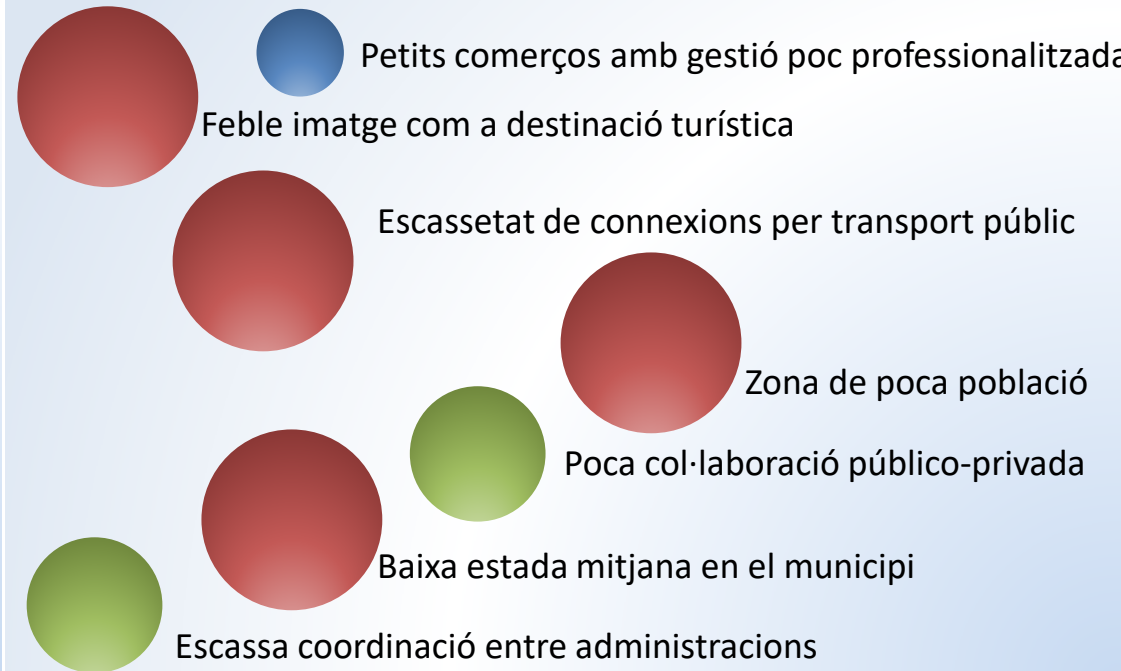 Petits comerços amb gestió poc professionalitzada
Feble imatge com a destinació turística
Escassetat de connexions per transport públic
Zona de poca població
Poca col·laboració público-privada
Baixa estada mitjana en el municipi
Escassa coordinació entre administracions